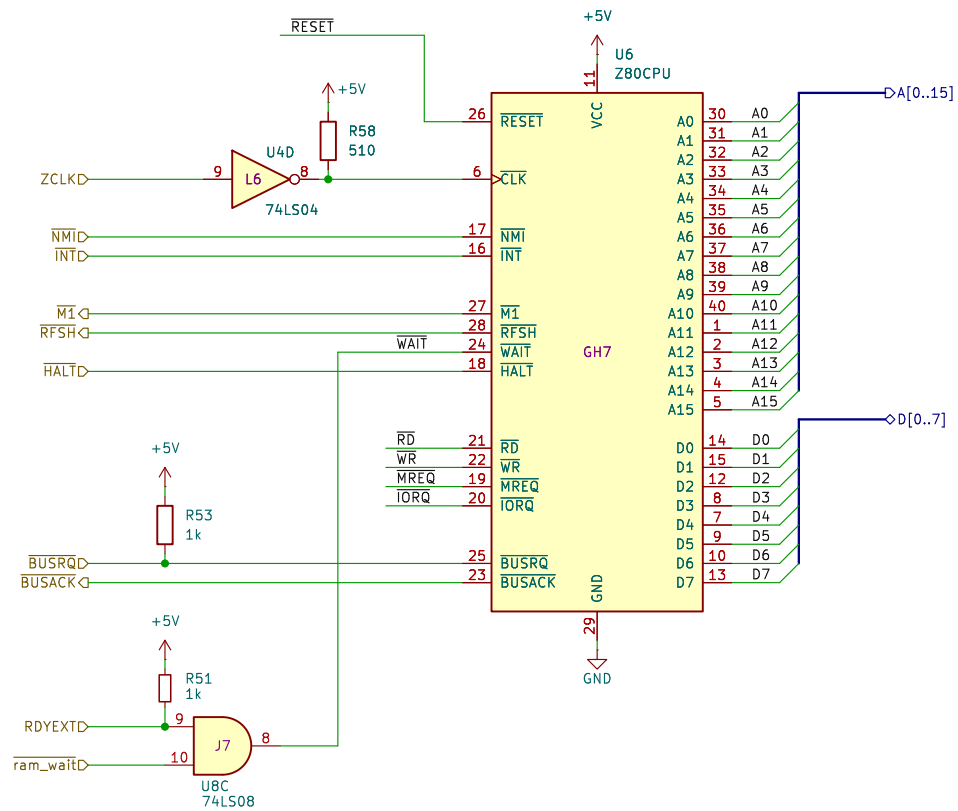 +5V
RESET
U6
Z80CPU
+5V
11
VCC
A[0..15]
R58
510
26
RESET
A0
30
A0
A1
31
A1
U4D
A2
32
A2
ZCLK
9
L6
8
6
CLK
A3
33
A3
74LS04
A4
34
A4
A5
35
A5
NMI
17
NMI
A6
36
A6
INT
16
INT
A7
37
A7
A8
38
A8
A9
39
A9
M1
27
M1
A10
40
A10
RFSH
28
RFSH
A11
1
A11
WAIT
24
WAIT
GH7
A12
2
A12
HALT
18
HALT
A13
3
A13
A14
4
A14
A15
5
A15
D[0..7]
+5V
RD
21
RD
D0
14
D0
WR
22
WR
D1
15
D1
MREQ
19
MREQ
D2
12
D2
IORQ
20
IORQ
D3
8
D3
R53
1k
D4
7
D4
D5
9
D5
BUSRQ
25
BUSRQ
D6
10
D6
BUSACK
23
BUSACK
D7
13
D7
GND
29
+5V
GND
R51
1k
RDYEXT
9
J7
8
ram_wait
10
U8C
74LS08